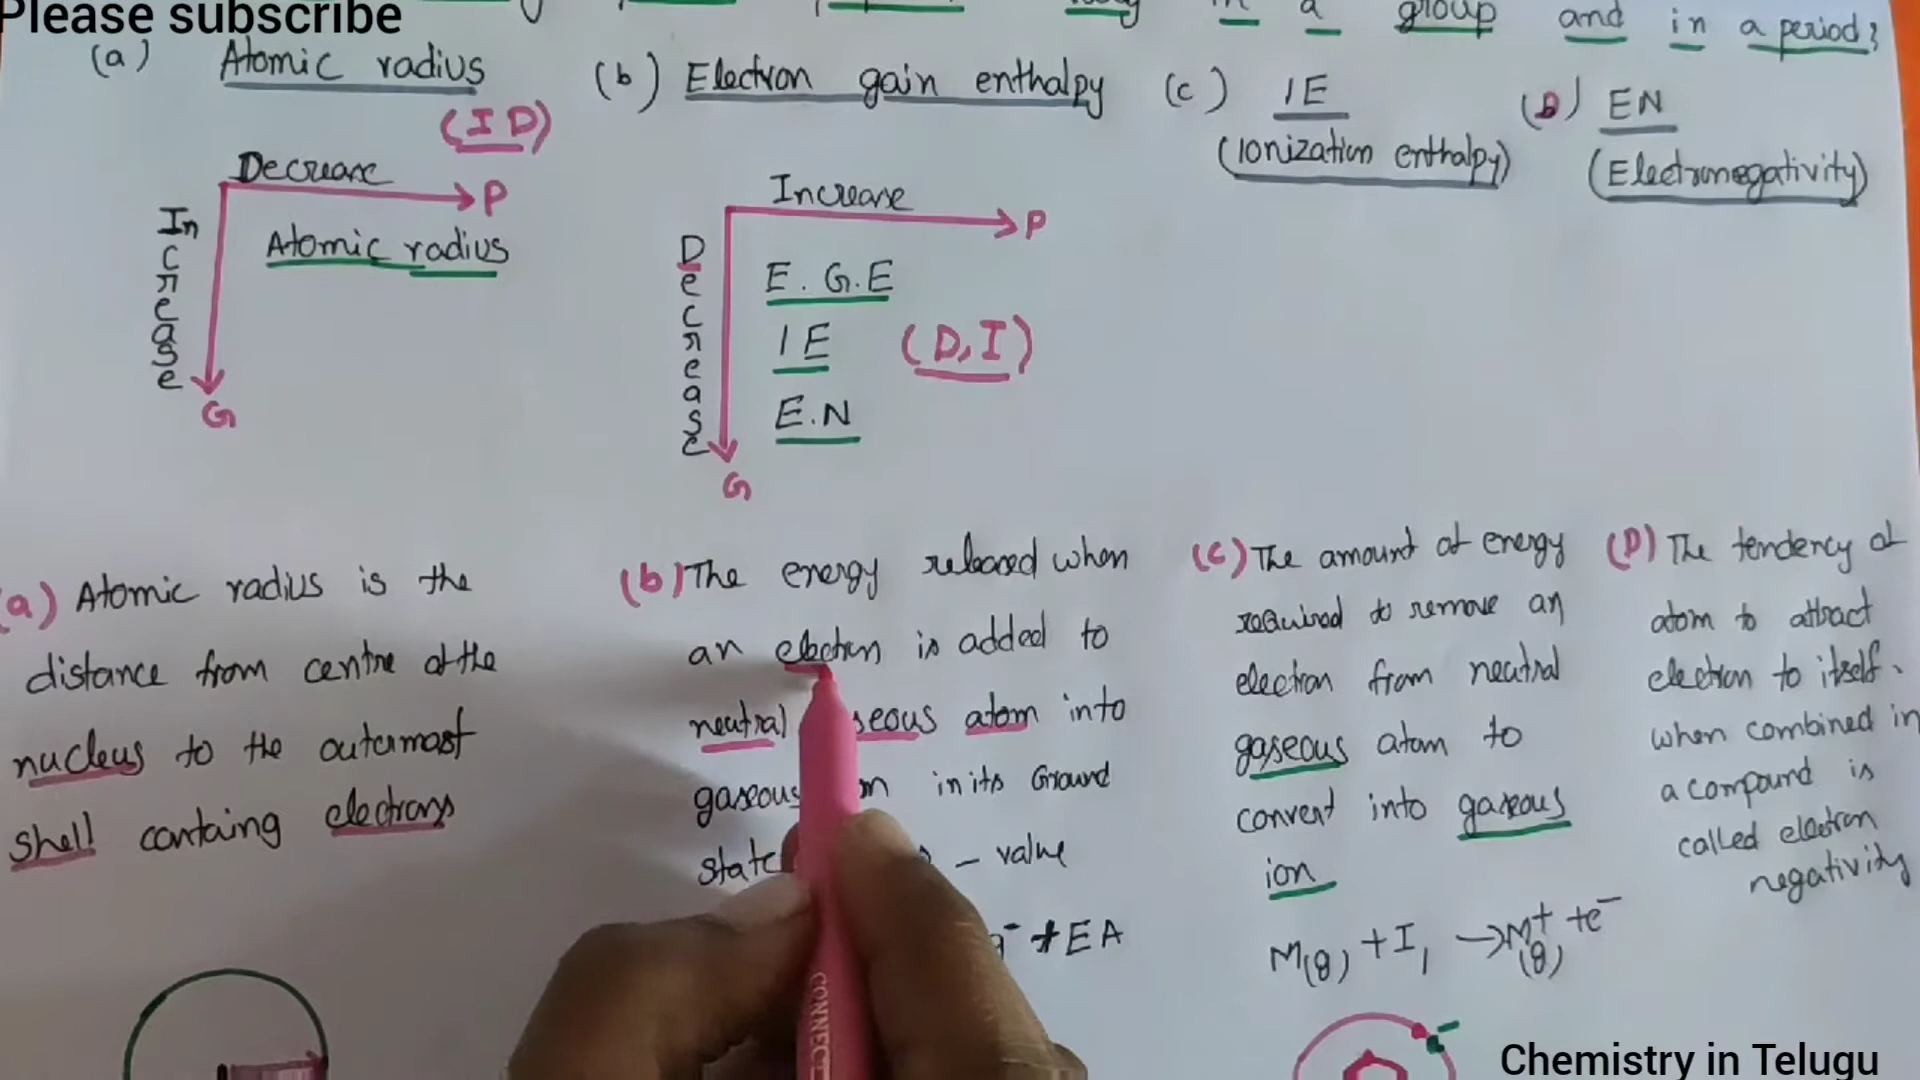 Please subscribe
in a group and in a period?
(a) Atomic radius
(I D)
Decrease
P
Increase
Atomic radius
G
(b) Electron gain enthalpy
Increase
P
Decrease
E. G. E
I E
(D, I)
E. N
G
(c) IE
(Ionization enthalpy)
(D) EN
(Electronegativity)
(a) Atomic radius is the
distance from centre of the
nucleus to the outermost
shell containg electrons
(b) The energy released when
an electron is added to
neutral seous atom into
gaseous in its Ground
state – value
+ EA
(C) The amount of energy
required to remove an
electron from neutral
gaseous atom to
convert into gaseous
ion
M(g) + I₁ → M⁺(g) + e⁻
(D) The tendency of
atom to attract
electron to itself.
when combined in
a compound is
called electron
negativity
CONNEC
Chemistry in Telugu